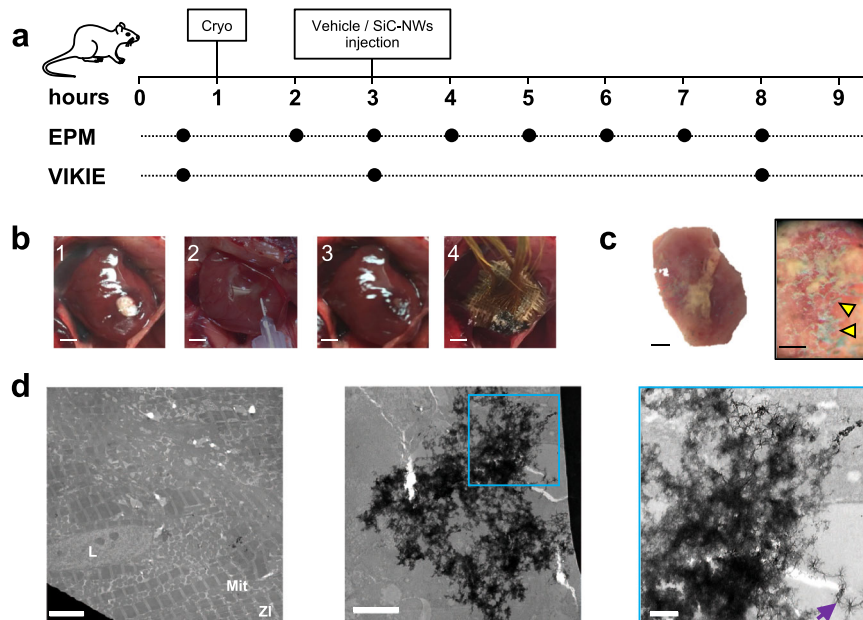 a
Cryo
Vehicle / SiC-NWs
injection
hours 0 1 2 3 4 5 6 7 8 9
EPM
VIKIE
b 1 2 3 4 c
d
L
Mit
ZI